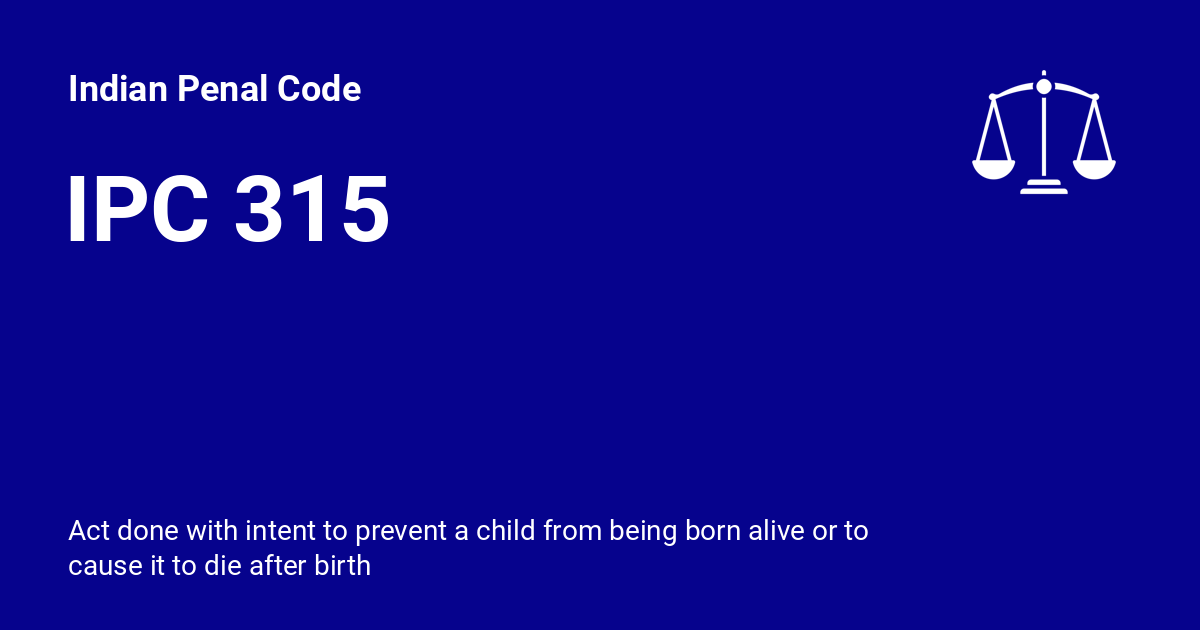 Indian Penal Code
IPC 315
Act done with intent to prevent a child from being born alive or to
cause it to die after birth